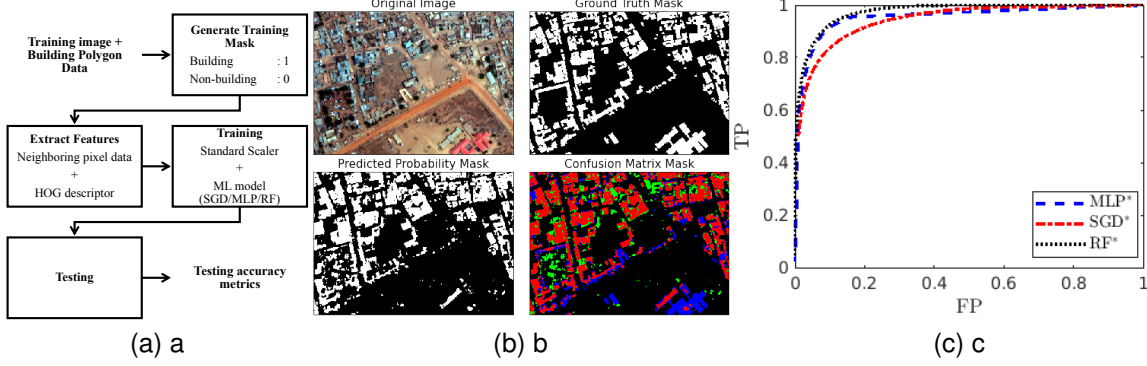 Training image +
Building Polygon
Data
Generate Training
Mask
Building : 1
Non-building : 0
Extract Features
Neighboring pixel data
+
HOG descriptor
Training
Standard Scaler
+
ML model
(SGD/MLP/RF)
Testing
Testing accuracy
metrics
(a) a
Original Image
Ground Truth Mask
Predicted Probability Mask
Confusion Matrix Mask
(b) b
1
0.8
0.6
0.4
0.2
0
TP
MLP*
SGD*
RF*
0 0.2 0.4 0.6 0.8 1
FP
(c) c